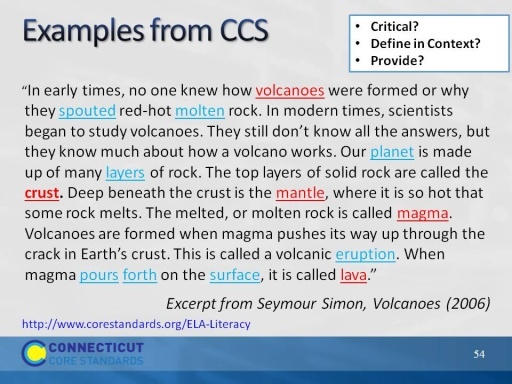 Examples from CCS
• Critical?
• Define in Context?
• Provide?
“In early times, no one knew how volcanoes were formed or why
they spouted red-hot molten rock. In modern times, scientists
began to study volcanoes. They still don’t know all the answers, but
they know much about how a volcano works. Our planet is made
up of many layers of rock. The top layers of solid rock are called the
crust. Deep beneath the crust is the mantle, where it is so hot that
some rock melts. The melted, or molten rock is called magma.
Volcanoes are formed when magma pushes its way up through the
crack in Earth’s crust. This is called a volcanic eruption. When
magma pours forth on the surface, it is called lava.”
Excerpt from Seymour Simon, Volcanoes (2006)
http://www.corestandards.org/ELA-Literacy
CONNECTICUT
CORE STANDARDS
54